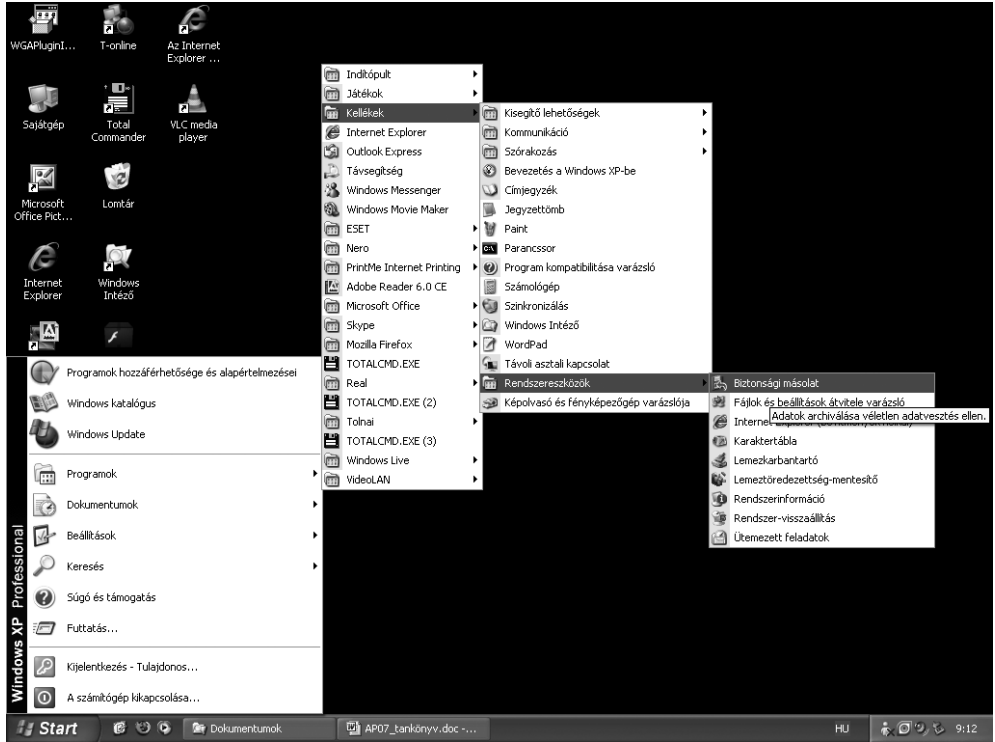 WGAPluginI...
T-online
Az Internet
Explorer ...
Sajátgép
Total
Commander
VLC media
player
Microsoft
Office Pict...
Lomtár
Internet
Explorer
Windows
Intéző
Programok hozzáférhetősége és alapértelmezései
Windows katalógus
Windows Update
Programok
Dokumentumok
Beállítások
Keresés
Súgó és támogatás
Futtatás...
Kijelentkezés - Tulajdonos...
A számítógép kikapcsolása...
Windows XP Professional
Indítópult
Játékok
Kellékek
Internet Explorer
Outlook Express
Távsegítség
Windows Messenger
Windows Movie Maker
ESET
Nero
PrintMe Internet Printing
Adobe Reader 6.0 CE
Microsoft Office
Skype
Mozilla Firefox
TOTALCMD.EXE
Real
TOTALCMD.EXE (2)
Tolnai
TOTALCMD.EXE (3)
Windows Live
VideoLAN
Kisegítő lehetőségek
Kommunikáció
Szórakozás
Bevezetés a Windows XP-be
Címjegyzék
Jegyzettömb
Paint
Parancssor
Program kompatibilitása varázsló
Számológép
Szinkronizálás
Windows Intéző
WordPad
Távoli asztali kapcsolat
Rendszereszközök
Képolvasó és fényképezőgép varázslója
Biztonsági másolat
Fájlok és beállítások átvitele varázsló
Adatok archiválása véletlen adatvesztés ellen.
Internet Explorer
Karaktertábla
Lemezkarbantartó
Lemeztöredezettség-mentesítő
Rendszerinformáció
Rendszer-visszaállítás
Ütemezett feladatok
Start
Dokumentumok
AP07_tankönyv.doc -...
HU
9:12